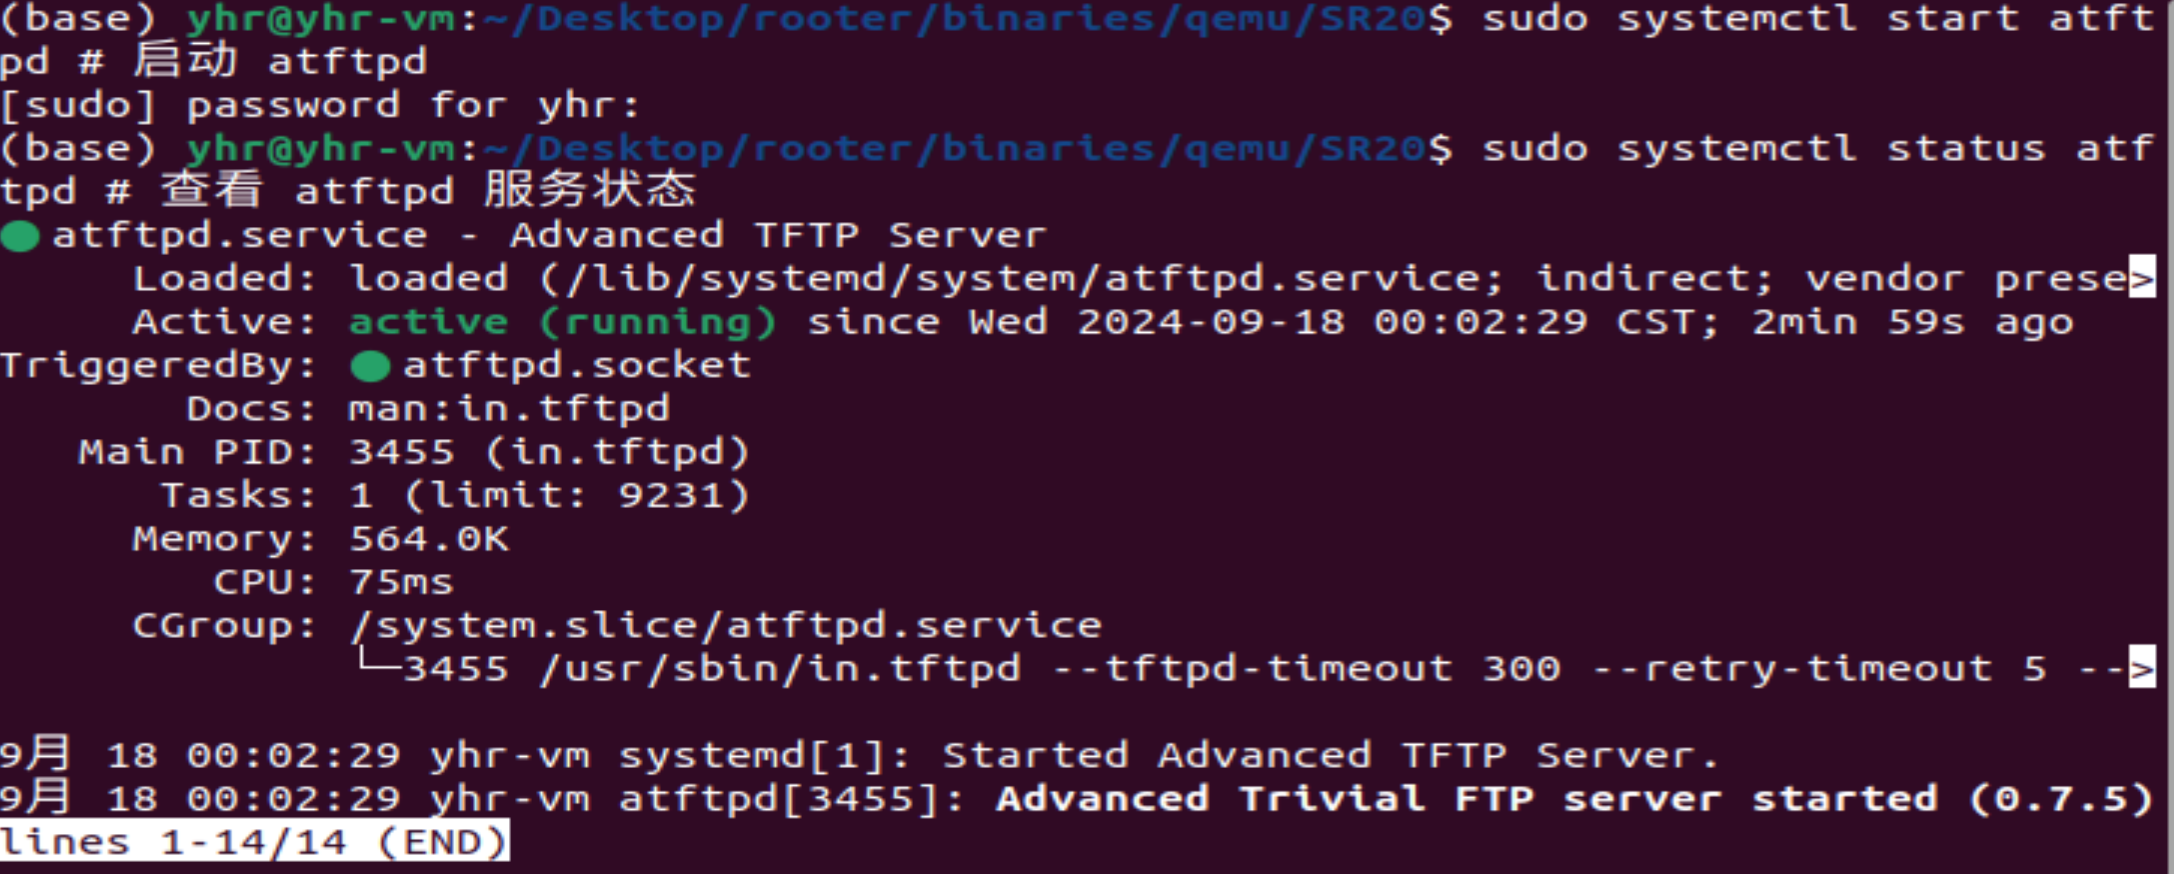 (base) yhr@yhr-vm:~/Desktop/rooter/binaries/qemu/SR20$ sudo systemctl start atft
pd # 启动 atftpd
[sudo] password for yhr:
(base) yhr@yhr-vm:~/Desktop/rooter/binaries/qemu/SR20$ sudo systemctl status atf
tpd # 查看 atftpd 服务状态
● atftpd.service - Advanced TFTP Server
     Loaded: loaded (/lib/systemd/system/atftpd.service; indirect; vendor prese>
     Active: active (running) since Wed 2024-09-18 00:02:29 CST; 2min 59s ago
TriggeredBy: ● atftpd.socket
       Docs: man:in.tftpd
   Main PID: 3455 (in.tftpd)
      Tasks: 1 (limit: 9231)
     Memory: 564.0K
        CPU: 75ms
     CGroup: /system.slice/atftpd.service
             └─3455 /usr/sbin/in.tftpd --tftpd-timeout 300 --retry-timeout 5 -->
9月 18 00:02:29 yhr-vm systemd[1]: Started Advanced TFTP Server.
9月 18 00:02:29 yhr-vm atftpd[3455]: Advanced Trivial FTP server started (0.7.5)
lines 1-14/14 (END)